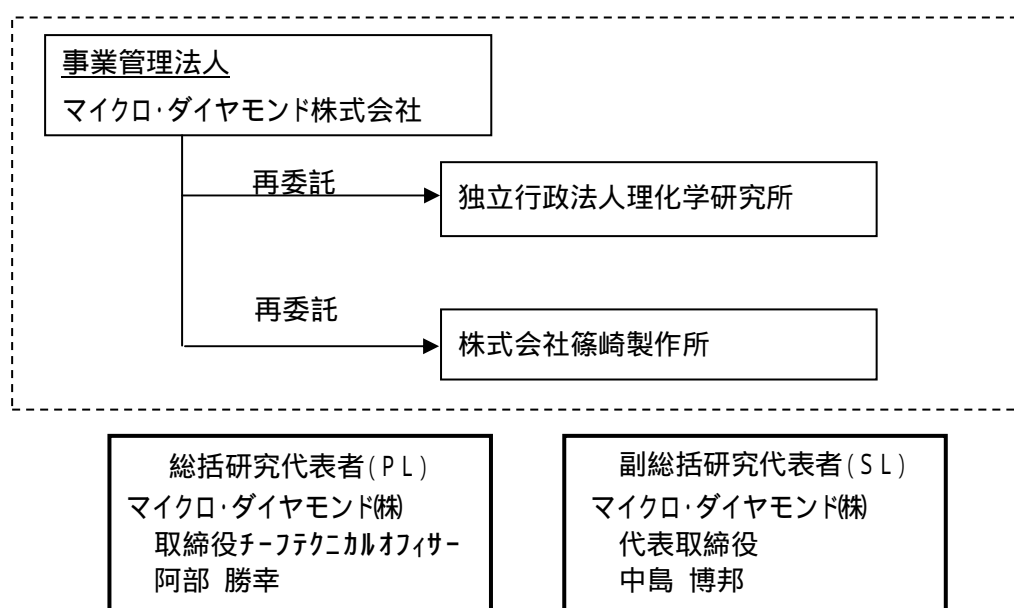 事業管理法人
マイクロ・ダイヤモンド株式会社
再委託
独立行政法人理化学研究所
再委託
株式会社篠崎製作所
総括研究代表者(PL)
マイクロ・ダイヤモンド㈱
取締役チーフテクニカルオフィサー
阿部 勝幸
副総括研究代表者(SL)
マイクロ・ダイヤモンド㈱
代表取締役
中島 博邦